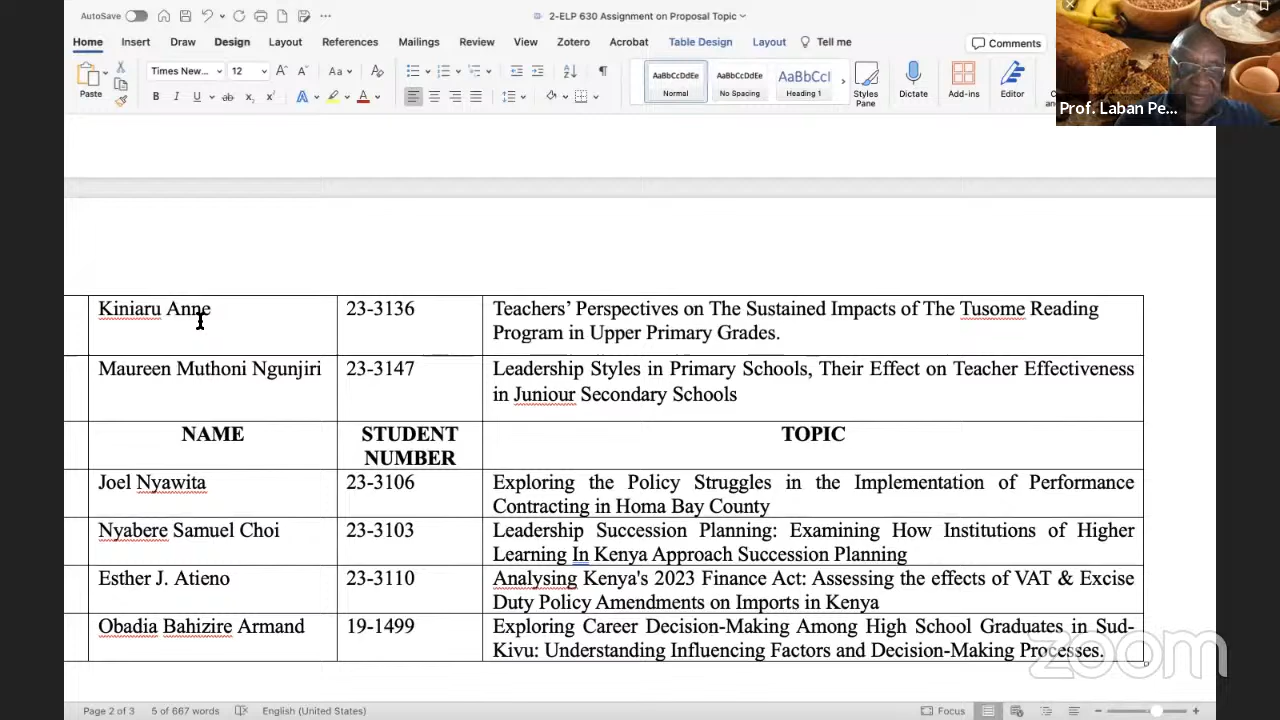 AutoSave
2-ELP 630 Assignment on Proposal Topic
Home Insert Draw Design Layout References Mailings Review View Zotero Acrobat Table Design Layout Tell me
Comments
Paste
Times New... 12
Aa
B I U ab x₂ x² A A
AaBbCcDdEe AaBbCcDdEe AaBbCcI
Normal No Spacing Heading 1
Styles Pane
Dictate
Add-ins
Editor
Prof. Laban Pe...
Kiniaru Anne 23-3136 Teachers’ Perspectives on The Sustained Impacts of The Tusome Reading
Program in Upper Primary Grades.
Maureen Muthoni Ngunjiri 23-3147 Leadership Styles in Primary Schools, Their Effect on Teacher Effectiveness
in Juniour Secondary Schools
NAME STUDENT NUMBER TOPIC
Joel Nyawita 23-3106 Exploring the Policy Struggles in the Implementation of Performance
Contracting in Homa Bay County
Nyabere Samuel Choi 23-3103 Leadership Succession Planning: Examining How Institutions of Higher
Learning In Kenya Approach Succession Planning
Esther J. Atieno 23-3110 Analysing Kenya's 2023 Finance Act: Assessing the effects of VAT & Excise
Duty Policy Amendments on Imports in Kenya
Obadia Bahizire Armand 19-1499 Exploring Career Decision-Making Among High School Graduates in Sud-
Kivu: Understanding Influencing Factors and Decision-Making Processes.
zoom
Page 2 of 3 5 of 667 words English (United States) Focus